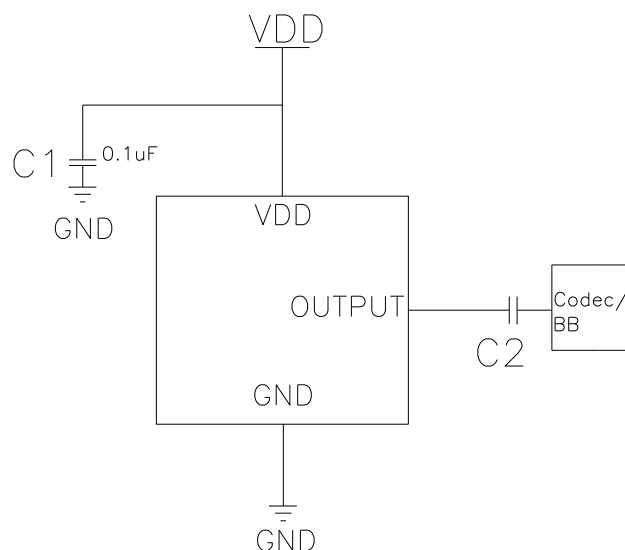 VDD
C1
0.1uF
GND
VDD
OUTPUT
Codec/
BB
C2
GND
GND